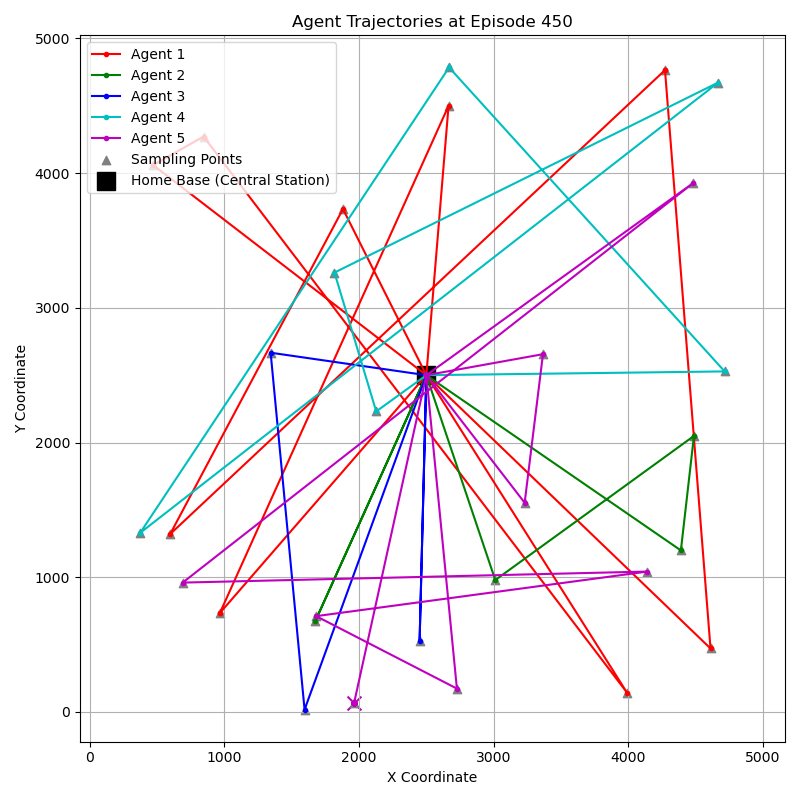 Agent Trajectories at Episode 450
5000
4000
3000
2000
1000
0
Y Coordinate
Agent 1
Agent 2
Agent 3
Agent 4
Agent 5
Sampling Points
Home Base (Central Station)
0 1000 2000 3000 4000 5000
X Coordinate